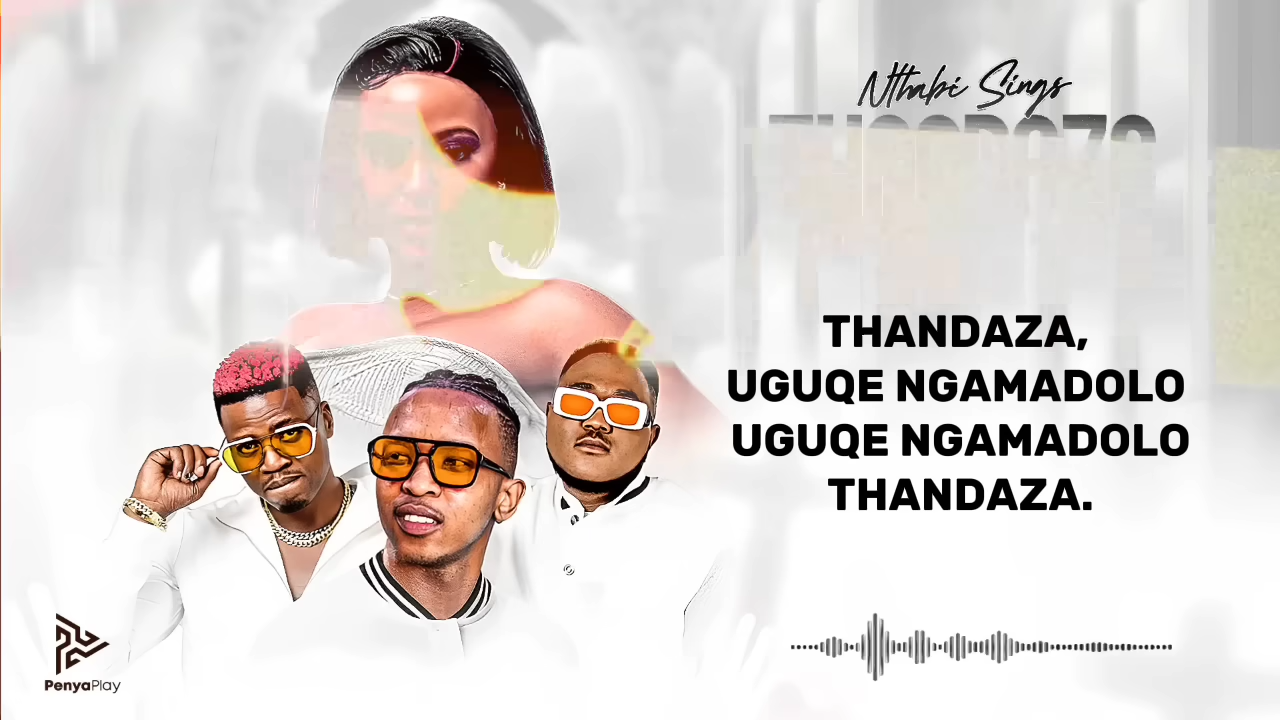 Nthabi Sings
THANDAZA,
UGUQE NGAMADOLO
UGUQE NGAMADOLO
THANDAZA.
PenyaPlay